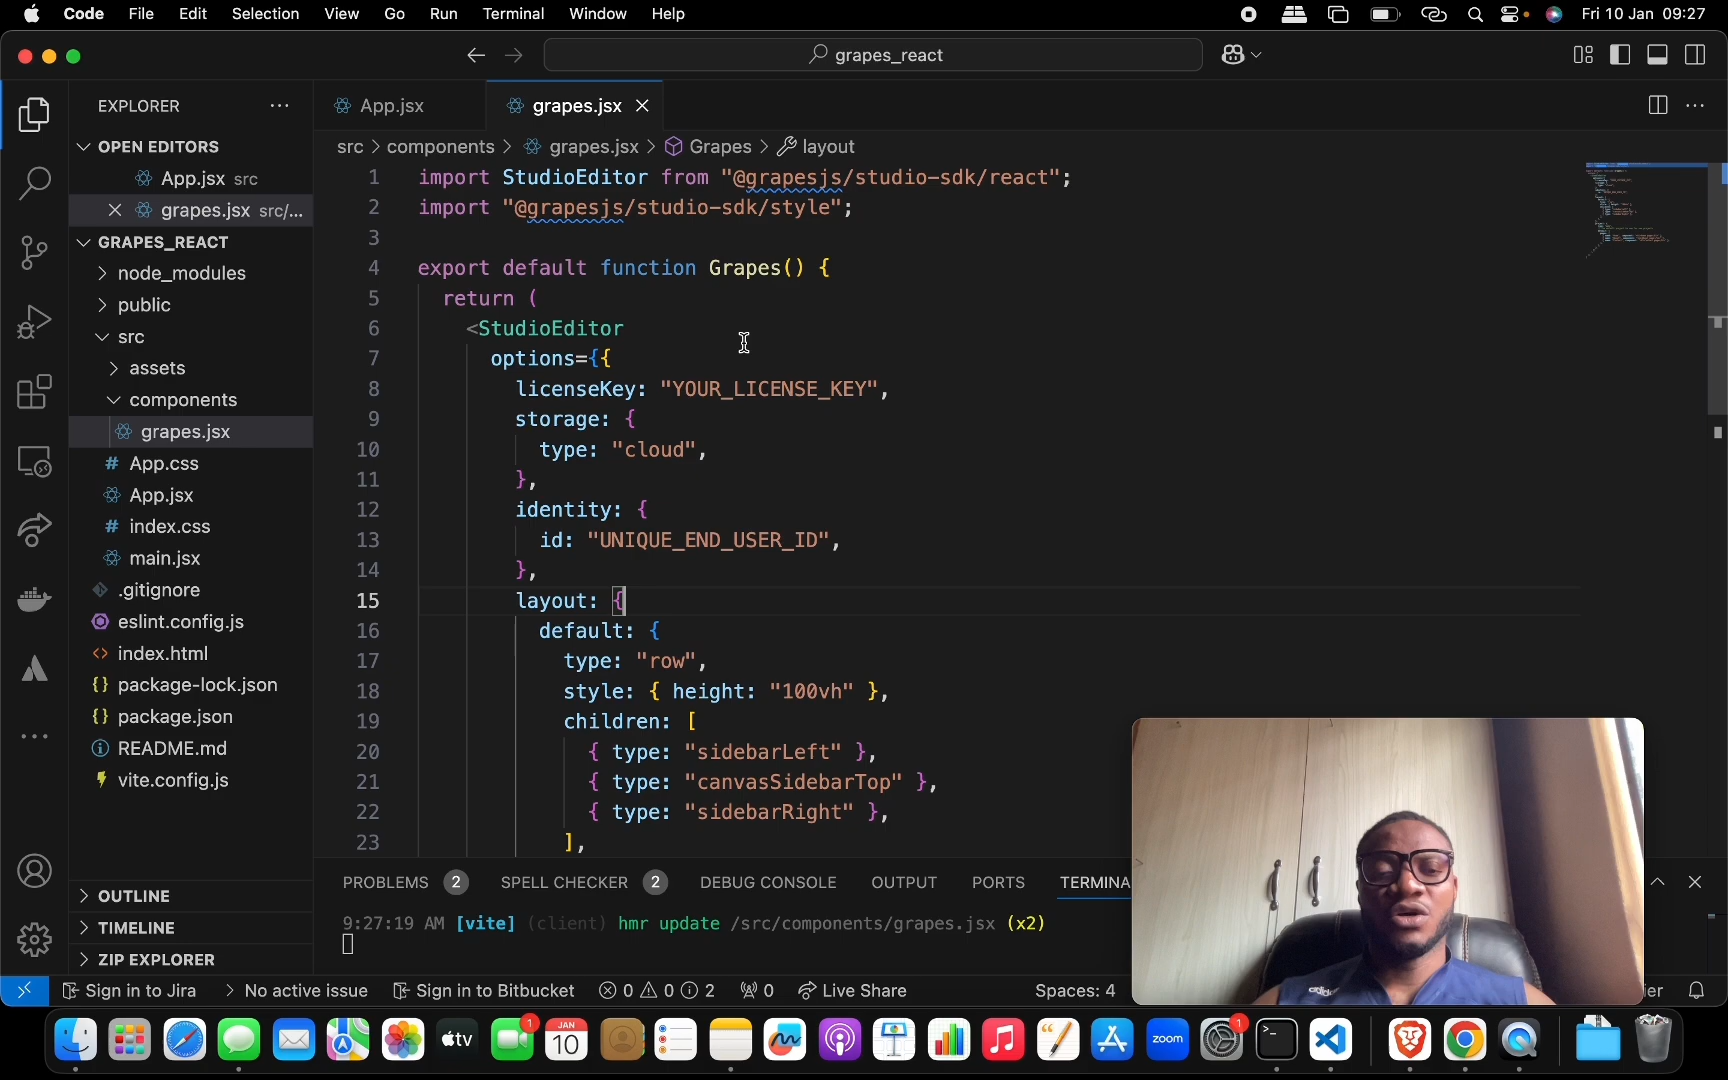 Code File Edit Selection View Go Run Terminal Window Help Fri 10 Jan 09:27
grapes_react
EXPLORER
App.jsx grapes.jsx
OPEN EDITORS
src > components > grapes.jsx > Grapes > layout
App.jsx src
grapes.jsx src/...
GRAPES_REACT
node_modules
public
src
assets
components
grapes.jsx
App.css
App.jsx
index.css
main.jsx
.gitignore
eslint.config.js
index.html
package-lock.json
package.json
README.md
vite.config.js
OUTLINE
TIMELINE
ZIP EXPLORER
1 import StudioEditor from "@grapesjs/studio-sdk/react";
2 import "@grapesjs/studio-sdk/style";
3
4 export default function Grapes() {
5 return (
6 <StudioEditor
7 options={{
8 licenseKey: "YOUR_LICENSE_KEY",
9 storage: {
10 type: "cloud",
11 },
12 identity: {
13 id: "UNIQUE_END_USER_ID",
14 },
15 layout: {
16 default: {
17 type: "row",
18 style: { height: "100vh" },
19 children: [
20 { type: "sidebarLeft" },
21 { type: "canvasSidebarTop" },
22 { type: "sidebarRight" },
23 ],
PROBLEMS 2 SPELL CHECKER 2 DEBUG CONSOLE OUTPUT PORTS TERMINA
9:27:19 AM [vite] (client) hmr update /src/components/grapes.jsx (x2)
Sign in to Jira No active issue Sign in to Bitbucket 0 0 2 0 Live Share Spaces: 4 ier
adidas
tv 1 JAN 10 zoom 1